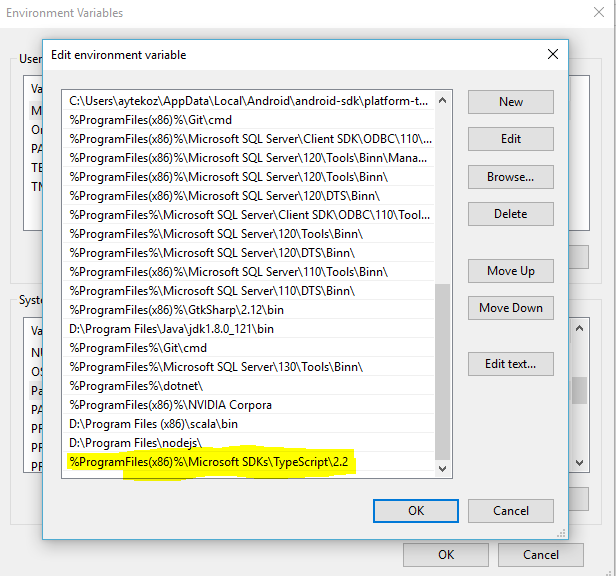 Environment Variables
Edit environment variable
User
Va
M
On
PA
TE
TM
C:\Users\aytekoz\AppData\Local\Android\android-sdk\platform-t...
%ProgramFiles(x86)%\Git\cmd
%ProgramFiles%\Microsoft SQL Server\Client SDK\ODBC\110\...
%ProgramFiles(x86)%\Microsoft SQL Server\120\Tools\Binn\Mana...
%ProgramFiles(x86)%\Microsoft SQL Server\120\Tools\Binn\
%ProgramFiles(x86)%\Microsoft SQL Server\120\DTS\Binn\
%ProgramFiles%\Microsoft SQL Server\Client SDK\ODBC\110\Tool...
%ProgramFiles%\Microsoft SQL Server\120\Tools\Binn\
%ProgramFiles%\Microsoft SQL Server\120\DTS\Binn\
%ProgramFiles%\Microsoft SQL Server\110\Tools\Binn\
%ProgramFiles%\Microsoft SQL Server\110\DTS\Binn\
%ProgramFiles(x86)%\GtkSharp\2.12\bin
D:\Program Files\Java\jdk1.8.0_121\bin
%ProgramFiles%\Git\cmd
%ProgramFiles%\Microsoft SQL Server\130\Tools\Binn\
%ProgramFiles%\dotnet\
%ProgramFiles(x86)%\NVIDIA Corpora
D:\Program Files (x86)\scala\bin
D:\Program Files\nodejs\
%ProgramFiles(x86)%\Microsoft SDKs\TypeScript\2.2
New
Edit
Browse...
Delete
Move Up
Move Down
Edit text...
OK
Cancel
Syste
Va
NU
OS
Pa
PA
PR
PR
PR
OK
Cancel